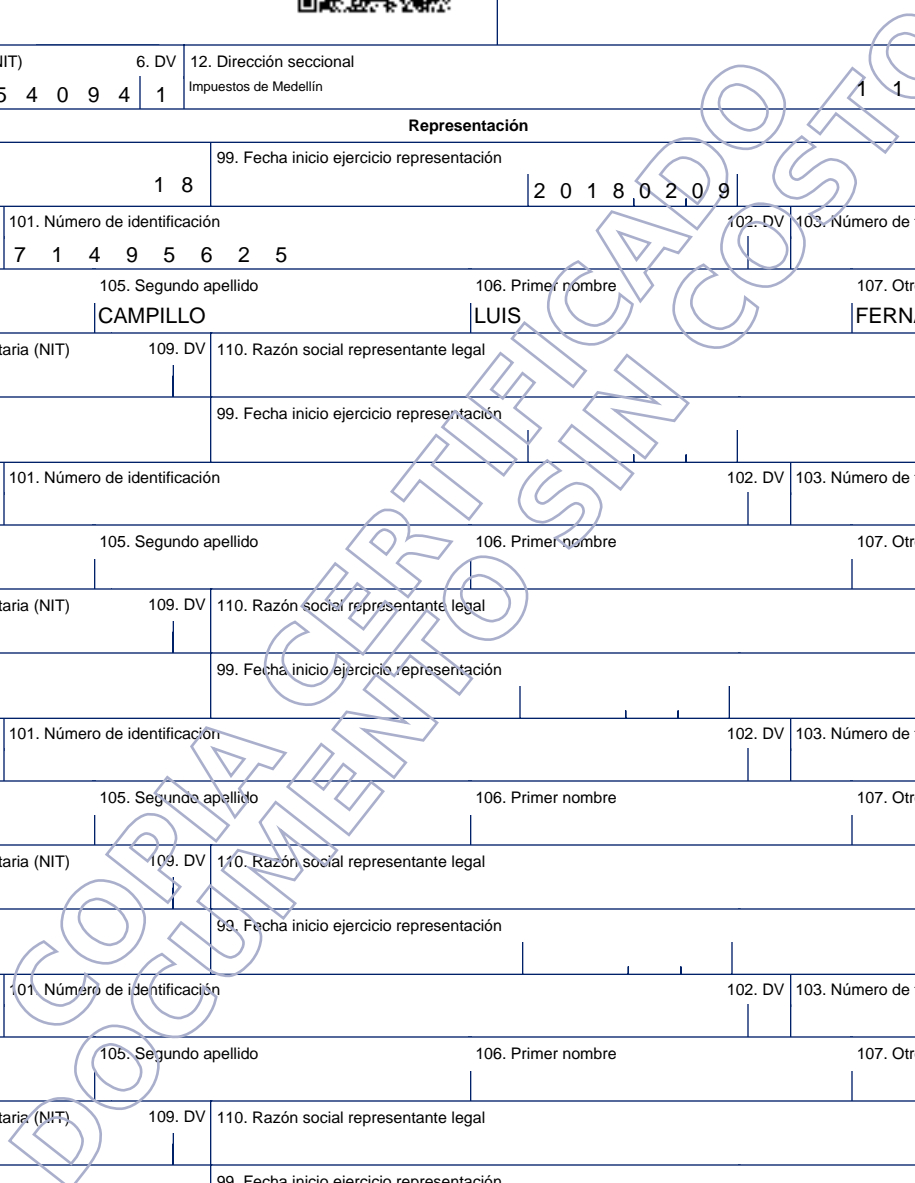 NIT) 6. DV 12. Dirección seccional
5 4 0 9 4 1 Impuestos de Medellín 1 1
Representación
99. Fecha inicio ejercicio representación
1 8 2 0 1 8 0 2 0 9
101. Número de identificación 102. DV 103. Número de
7 1 4 9 5 6 2 5
105. Segundo apellido 106. Primer nombre 107. Otr
CAMPILLO LUIS FERNA
taria (NIT) 109. DV 110. Razón social representante legal
99. Fecha inicio ejercicio representación
101. Número de identificación 102. DV 103. Número de
105. Segundo apellido 106. Primer nombre 107. Otr
taria (NIT) 109. DV 110. Razón social representante legal
99. Fecha inicio ejercicio representación
101. Número de identificación 102. DV 103. Número de
105. Segundo apellido 106. Primer nombre 107. Otr
taria (NIT) 109. DV 110. Razón social representante legal
99. Fecha inicio ejercicio representación
101. Número de identificación 102. DV 103. Número de
105. Segundo apellido 106. Primer nombre 107. Otr
taria (NIT) 109. DV 110. Razón social representante legal
99. Fecha inicio ejercicio representación
COPIA CERTIFICADO
DOCUMENTO SIN COSTO